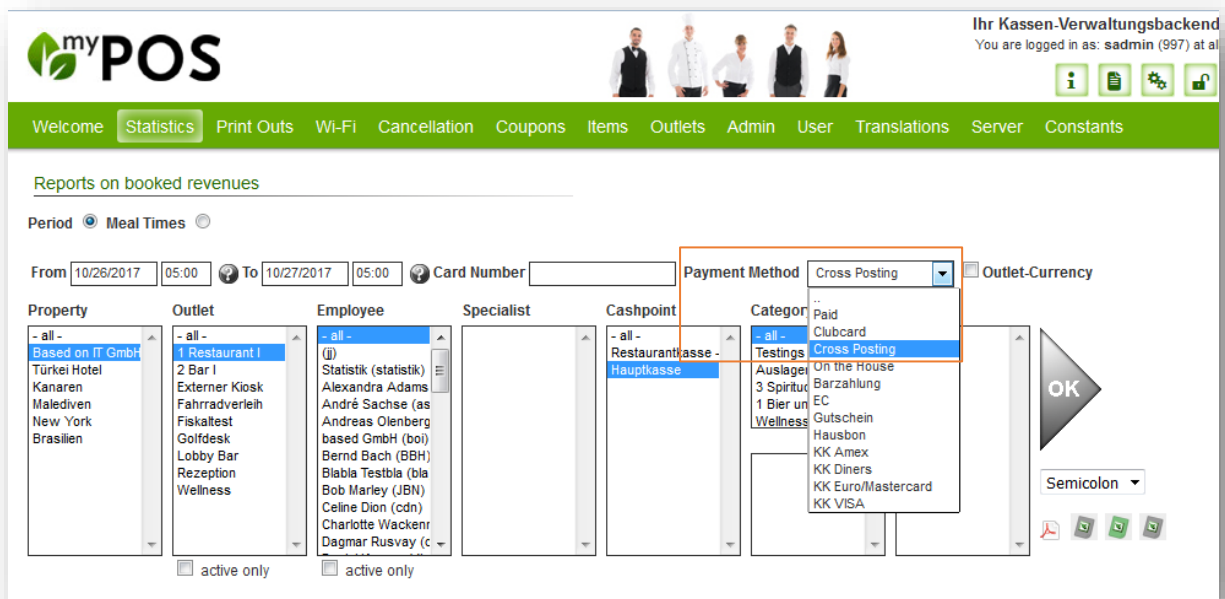 myPOS
Ihr Kassen-Verwaltungsbackend
You are logged in as: sadmin (997) at al
Welcome Statistics Print Outs Wi-Fi Cancellation Coupons Items Outlets Admin User Translations Server Constants
Reports on booked revenues
Period Meal Times
From 10/26/2017 05:00 To 10/27/2017 05:00 Card Number Payment Method Cross Posting Outlet-Currency
Property
- all -
Based on IT GmbH
Türkei Hotel
Kanaren
Malediven
New York
Brasilien
Outlet
- all -
1 Restaurant I
2 Bar I
Externer Kiosk
Fahrradverleih
Fiskaltest
Golfdesk
Lobby Bar
Rezeption
Wellness
active only
Employee
- all -
(jj)
Statistik (statistik)
Alexandra Adams
André Sachse (as
Andreas Olenberg
based GmbH (boi)
Bernd Bach (BBH)
Blabla Testbla (bla
Bob Marley (JBN)
Celine Dion (cdn)
Charlotte Wackenr
Dagmar Rusvay (c
active only
Specialist
Cashpoint
- all -
Restaurantkasse -
Hauptkasse
Categor
- all -
Testings
Auslagen
3 Spirituo
1 Bier un
Wellness
..
Paid
Clubcard
Cross Posting
On the House
Barzahlung
EC
Gutschein
Hausbon
KK Amex
KK Diners
KK Euro/Mastercard
KK VISA
OK
Semicolon